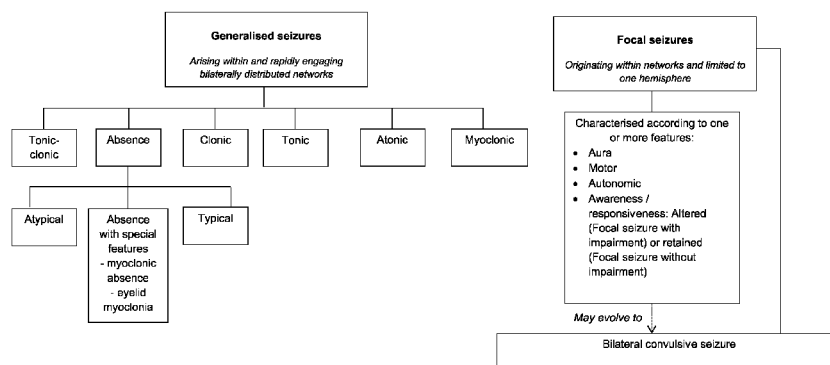 Generalised seizures
Arising within and rapidly engaging
bilaterally distributed networks
Tonic-
clonic
Absence
Clonic
Tonic
Atonic
Myoclonic
Atypical
Absence
with special
features
- myoclonic
absence
- eyelid
myoclonia
Typical
Focal seizures
Originating within networks and limited to
one hemisphere
Characterised according to one
or more features:
• Aura
• Motor
• Autonomic
• Awareness /
responsiveness: Altered
(Focal seizure with
impairment) or retained
(Focal seizure without
impairment)
May evolve to
Bilateral convulsive seizure